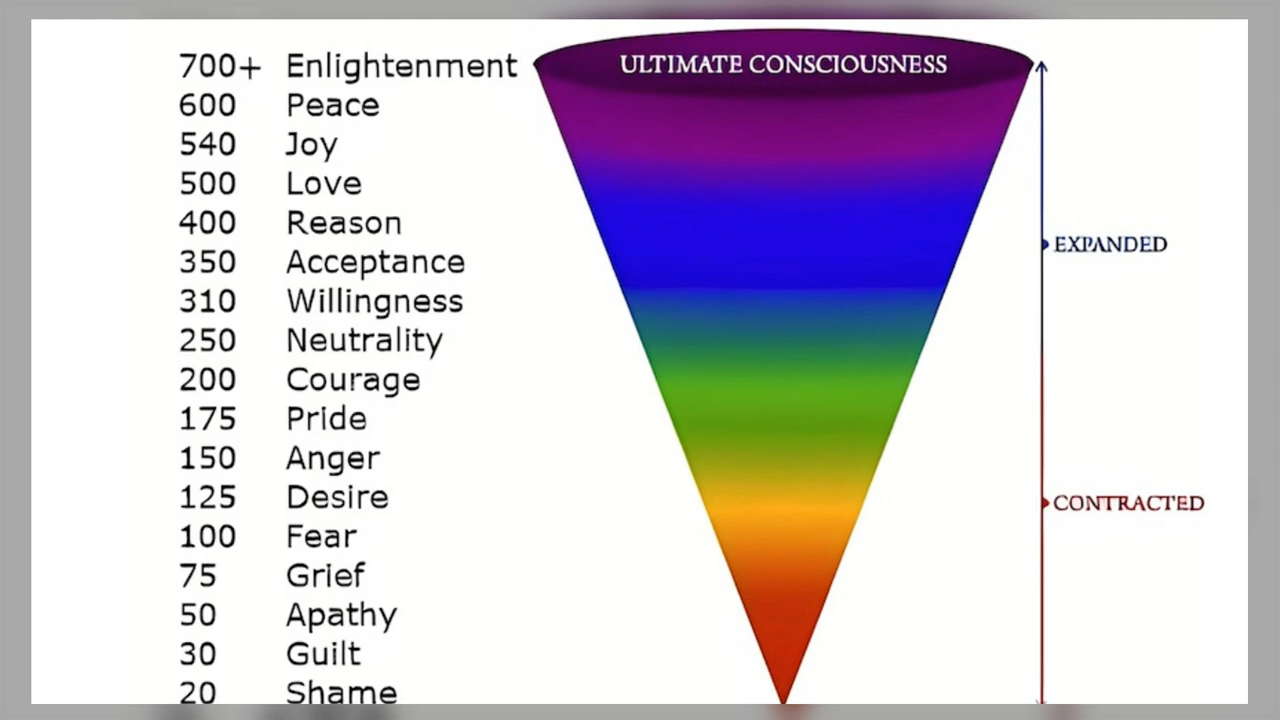 700+ Enlightenment
600 Peace
540 Joy
500 Love
400 Reason
350 Acceptance
310 Willingness
250 Neutrality
200 Courage
175 Pride
150 Anger
125 Desire
100 Fear
75 Grief
50 Apathy
30 Guilt
20 Shame
ULTIMATE CONSCIOUSNESS
EXPANDED
CONTRACTED